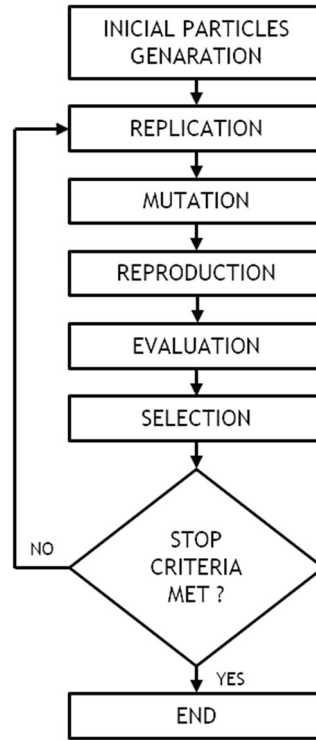 INICIAL PARTICLES
GENARATION
REPLICATION
MUTATION
REPRODUCTION
EVALUATION
SELECTION
STOP
CRITERIA
MET ?
NO
YES
END